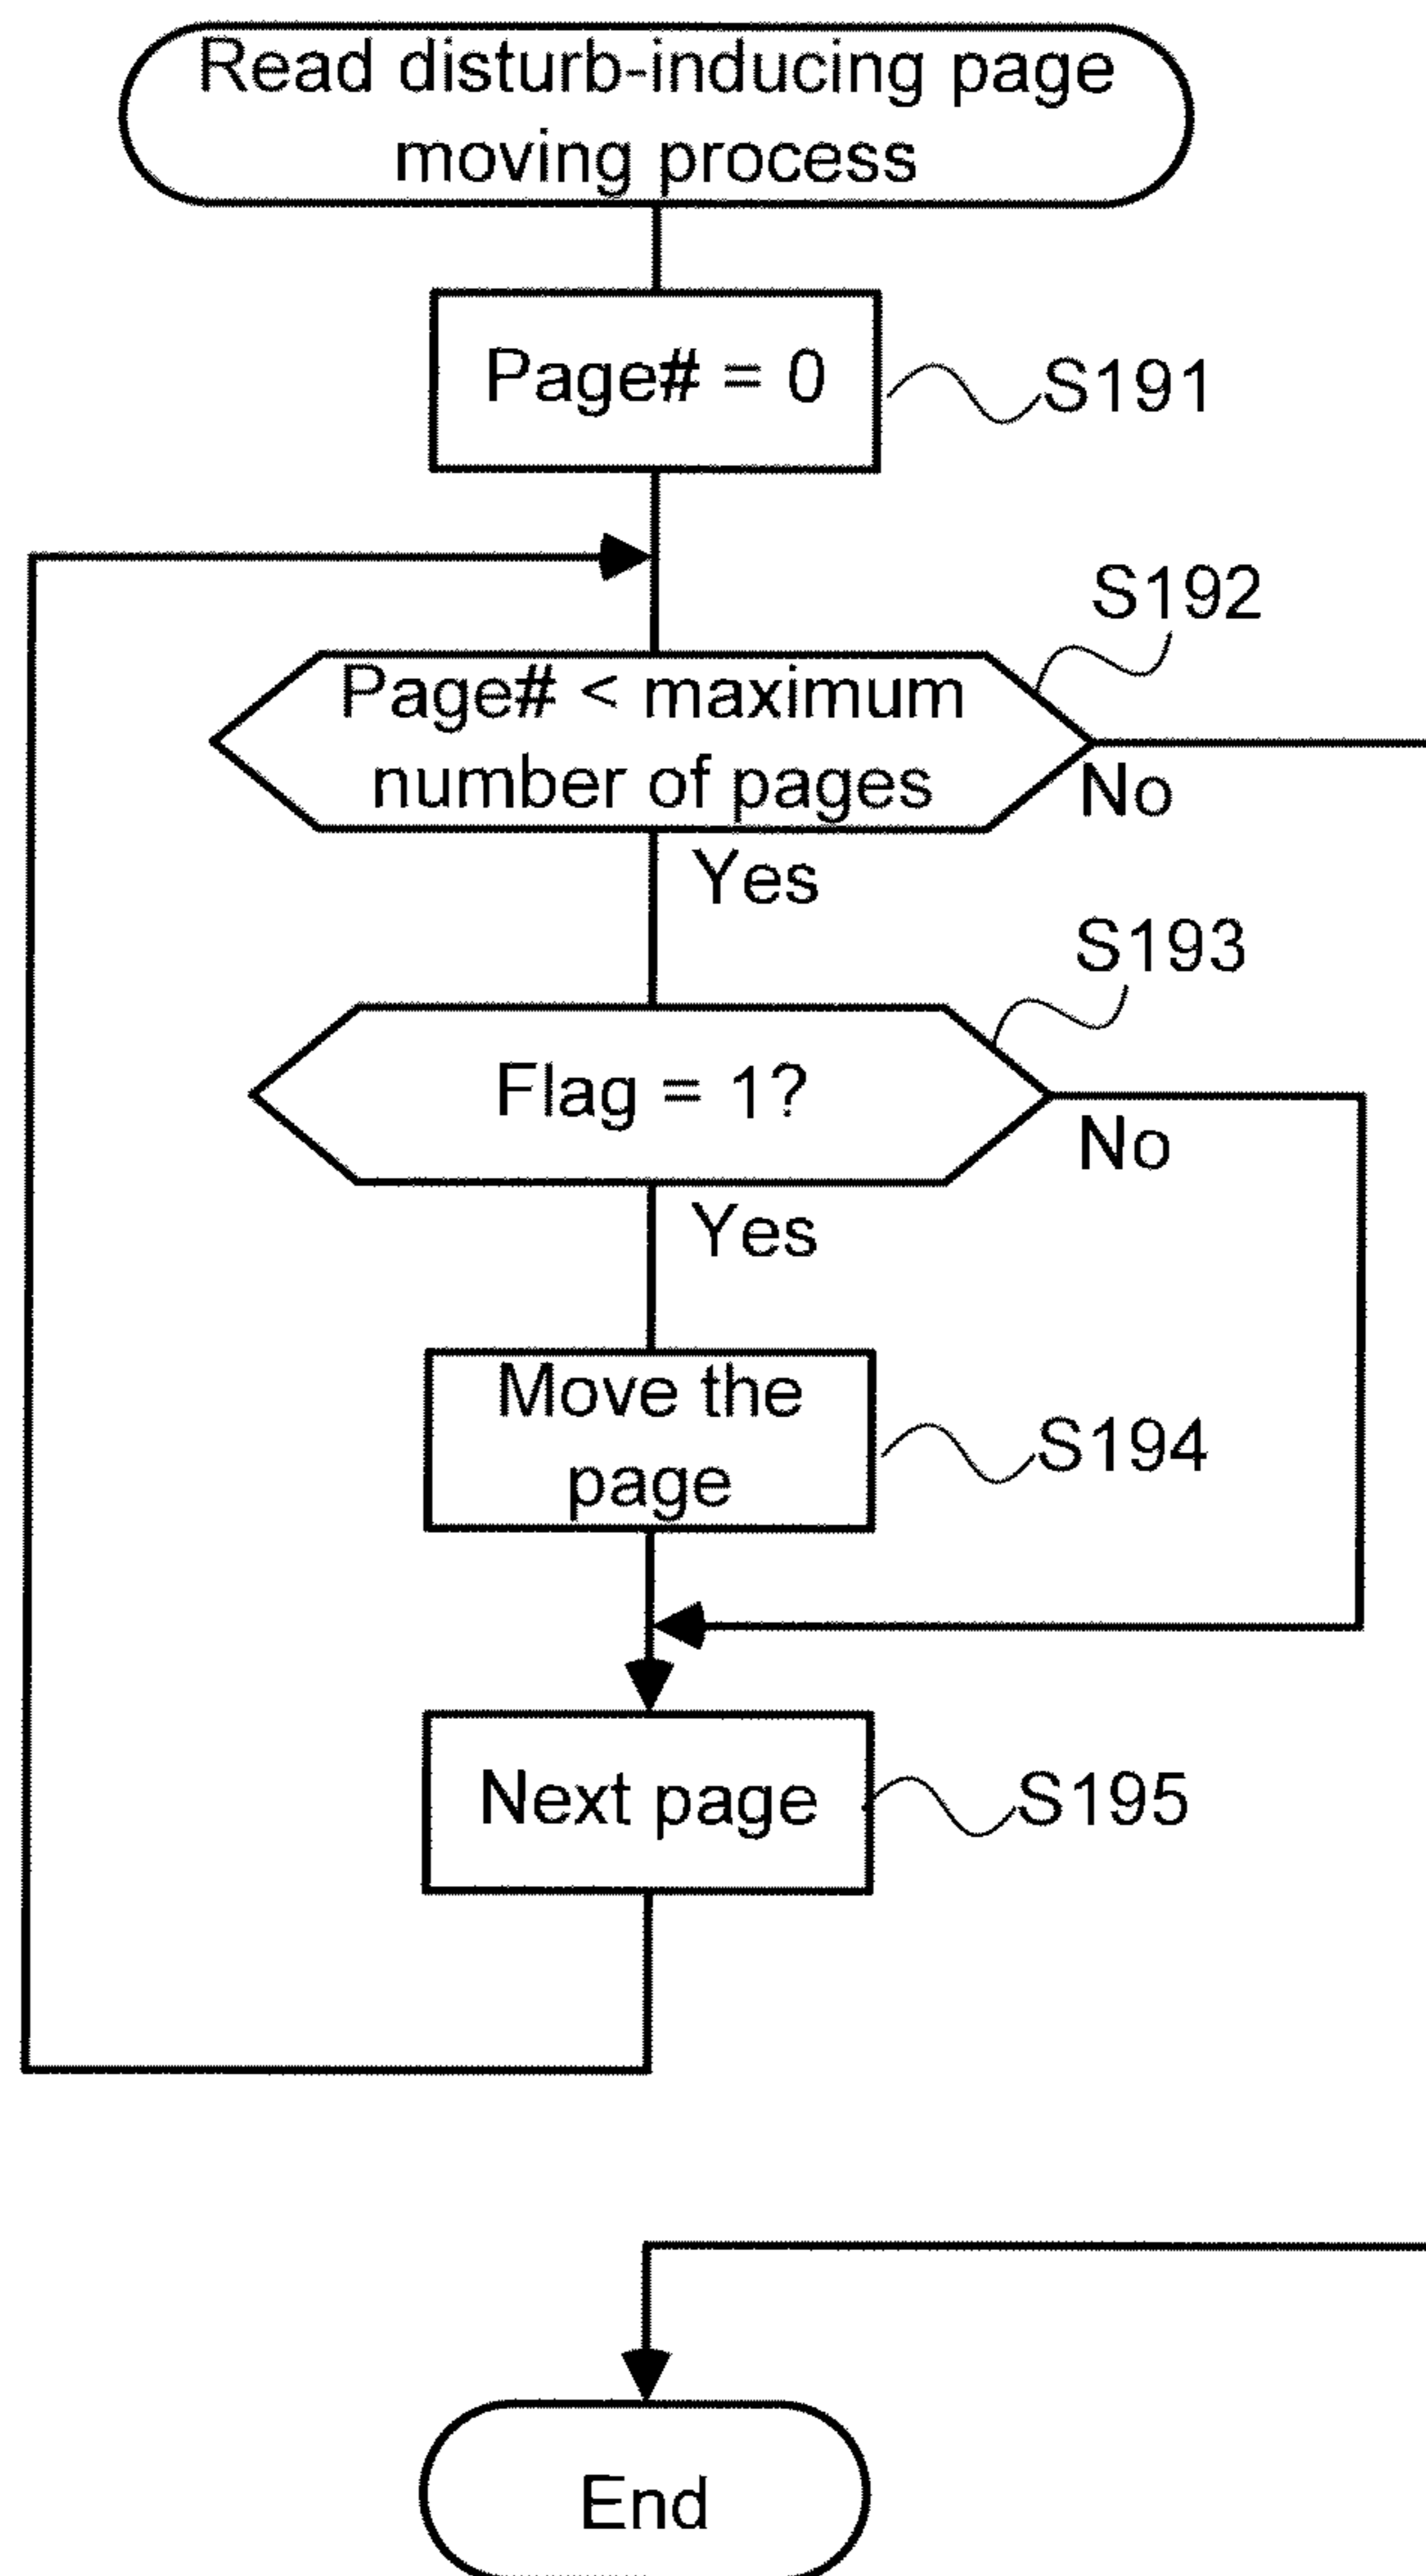 Read disturb-inducing page
moving process
Page# = 0
S191
S192
Page# < maximum
number of pages
No
Yes
S193
Flag = 1?
No
Yes
Move the
page
S194
Next page
S195
End